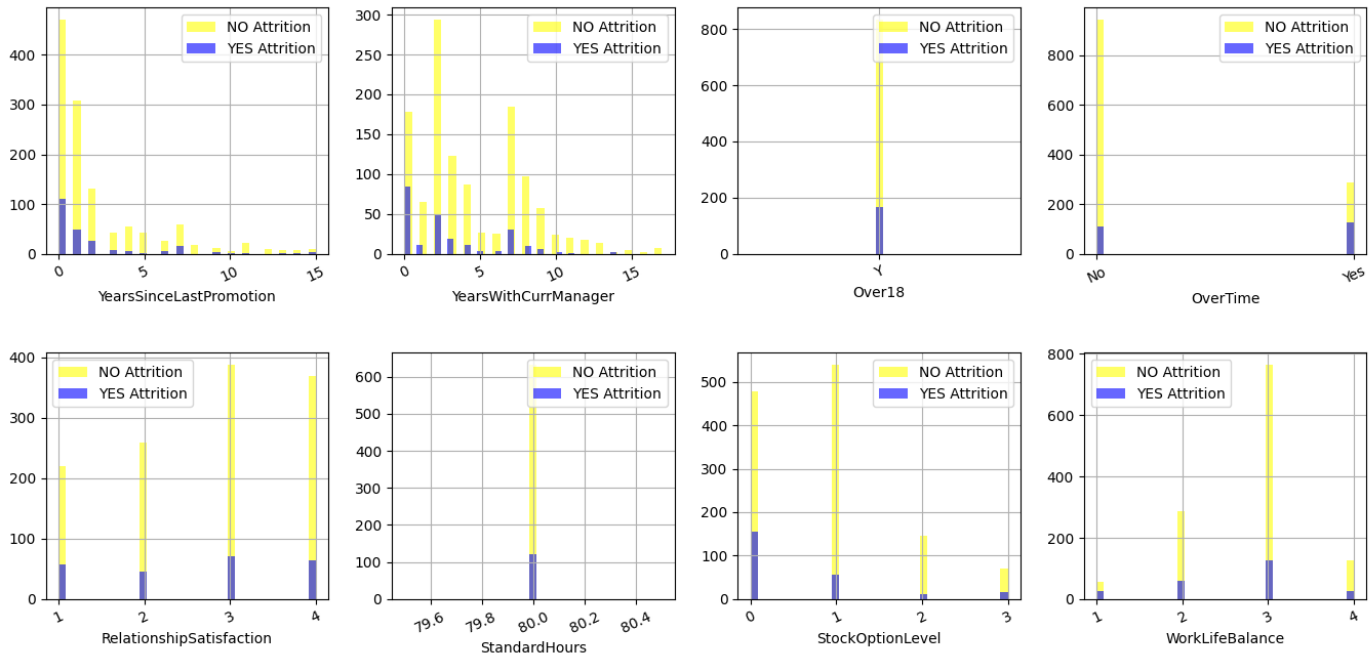 NO Attrition
YES Attrition
400
300
200
100
0
0
5
10
15
YearsSinceLastPromotion
300
250
200
150
100
50
0
0
5
10
15
YearsWithCurrManager
NO Attrition
YES Attrition
800
600
400
200
0
Y
Over18
NO Attrition
YES Attrition
800
600
400
200
0
No
Yes
OverTime
NO Attrition
YES Attrition
400
300
200
100
0
1
2
3
4
RelationshipSatisfaction
NO Attrition
YES Attrition
600
500
400
300
200
100
0
79.6
79.8
80.0
80.2
80.4
StandardHours
NO Attrition
YES Attrition
500
400
300
200
100
0
0
1
2
3
StockOptionLevel
NO Attrition
YES Attrition
800
600
400
200
0
1
2
3
4
WorkLifeBalance
NO Attrition
YES Attrition